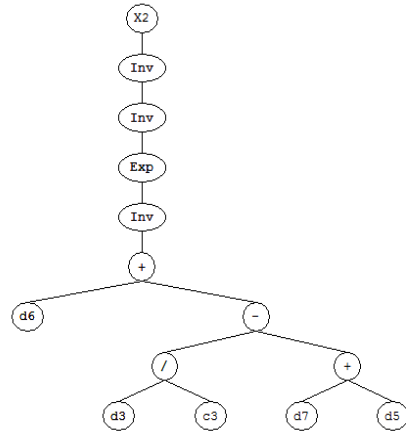 X2
Inv
Inv
Exp
Inv
+
d6 -
/ +
d3 c3 d7 d5